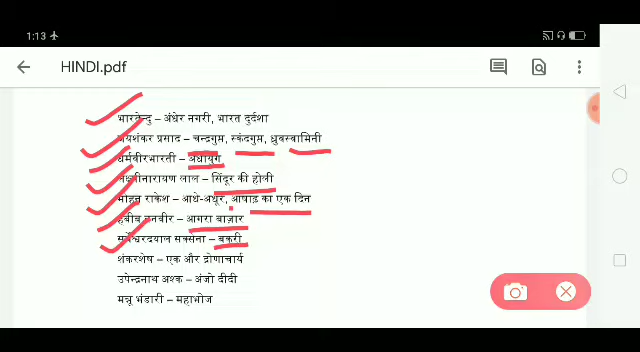 1:13
HINDI.pdf
भारतेन्दु – अंधेर नगरी, भारत दुर्दशा
जयशंकर प्रसाद – चन्द्रगुप्त, स्कंदगुप्त, ध्रुवस्वामिनी
धर्मवीरभारती – अंधायुग
लक्ष्मीनारायण लाल – सिंदूर की होली
मोहन राकेश – आधे-अधूरे, आषाढ़ का एक दिन
हबीब तनवीर – आगरा बाज़ार
सर्वेश्वरदयाल सक्सेना – बकरी
शंकरशेष – एक और द्रोणाचार्य
उपेन्द्रनाथ अश्क – अंजो दीदी
मन्नू भंडारी – महाभोज